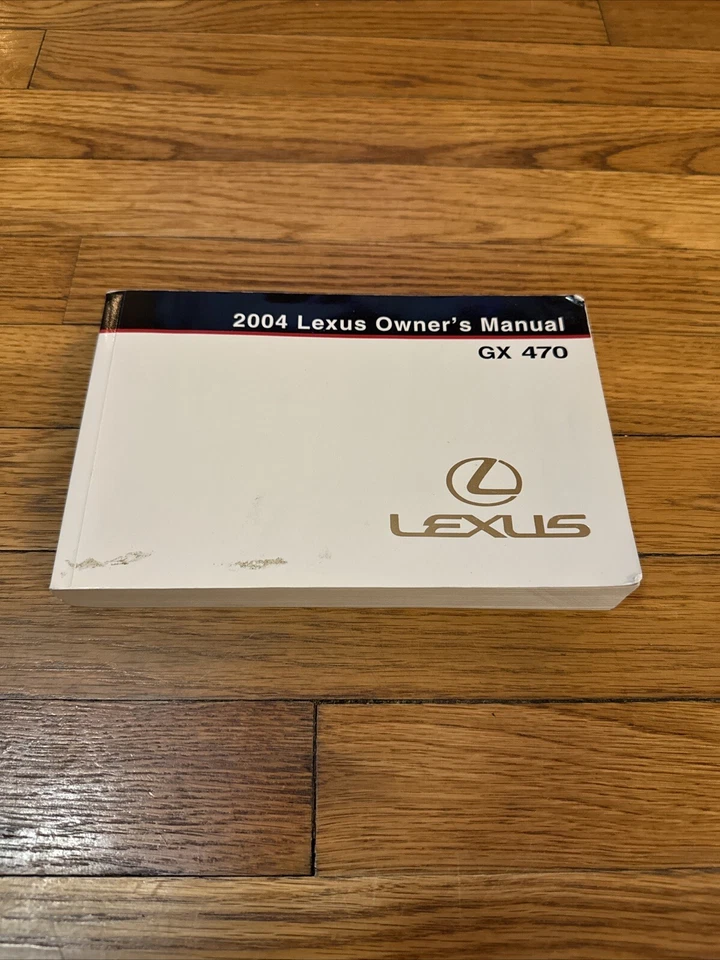 2004 Lexus Owner's Manual
GX 470
LEXUS